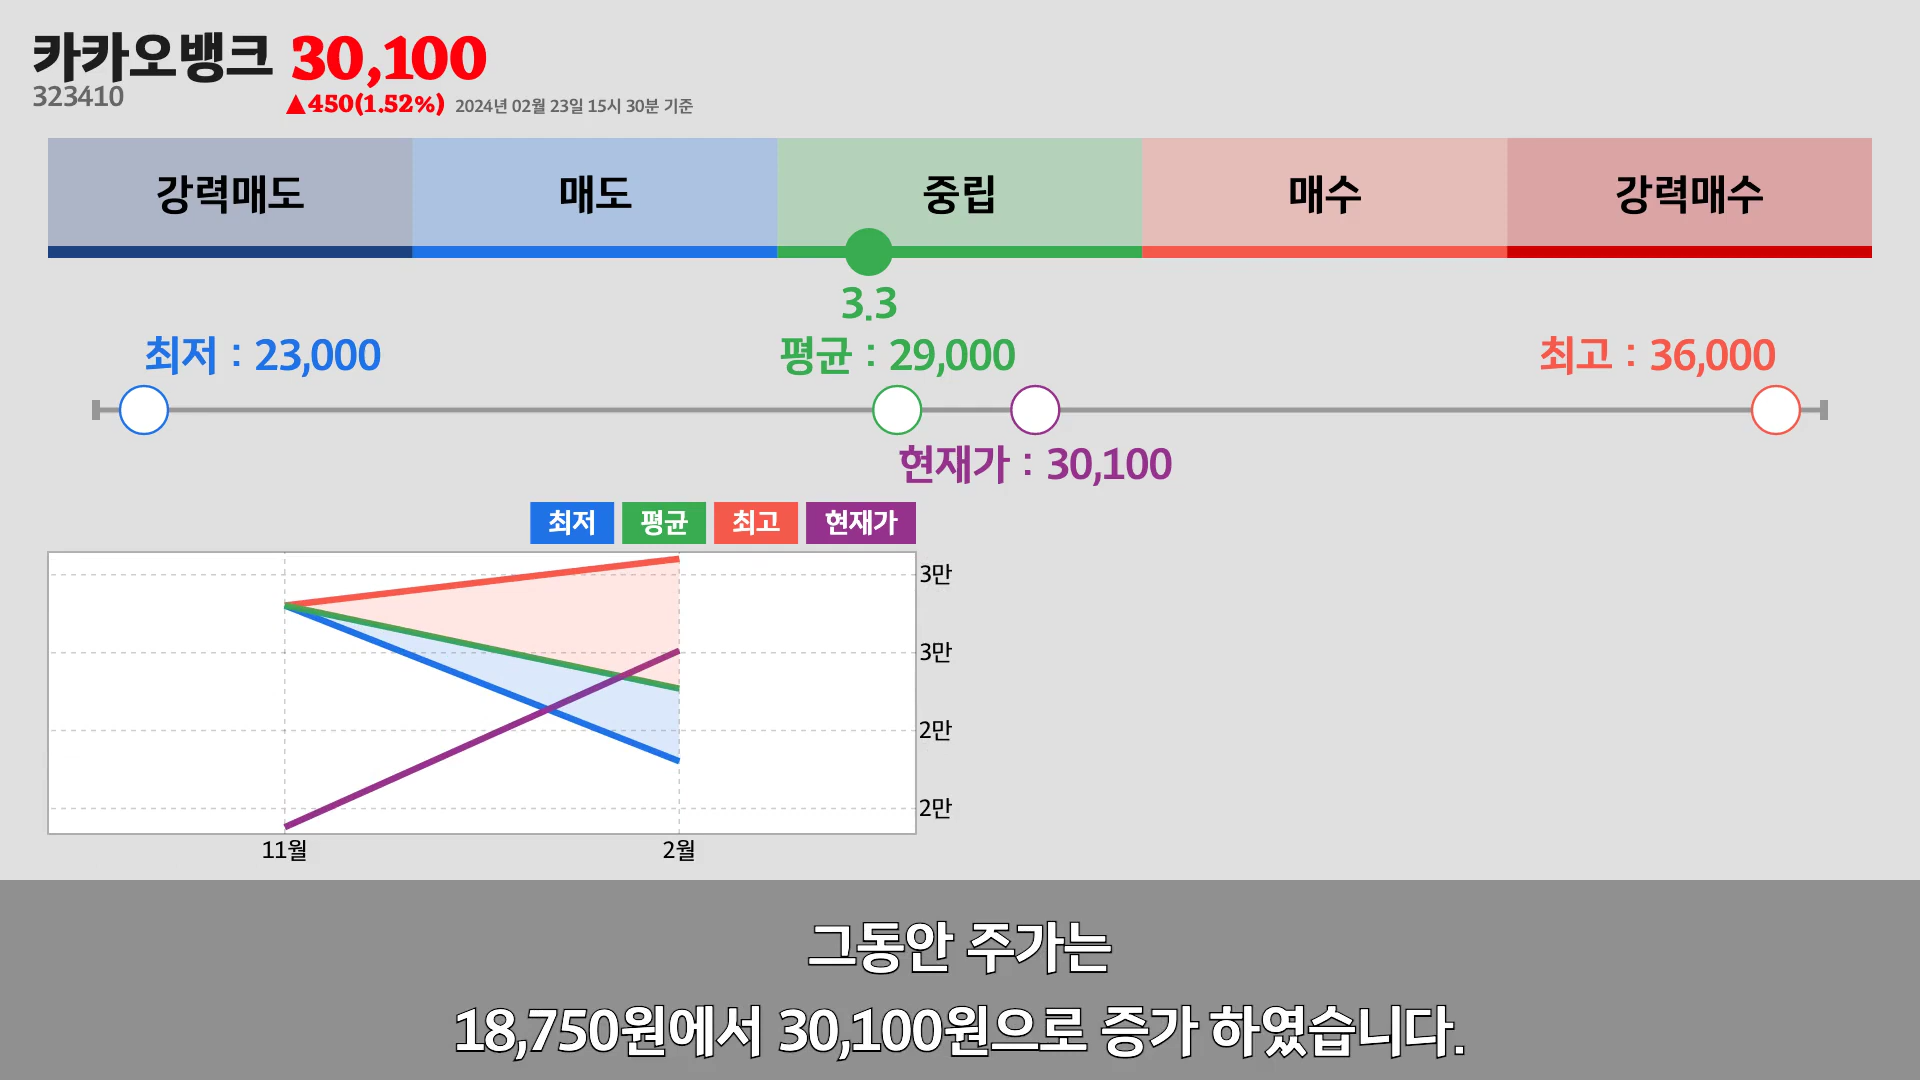 카카오뱅크 30,100
323410
▲450(1.52%) 2024년 02월 23일 15시 30분 기준
강력매도 매도 중립 매수 강력매수
3.3
최저 : 23,000 평균 : 29,000 최고 : 36,000
현재가 : 30,100
최저 평균 최고 현재가
3만
3만
2만
2만
11월 2월
그동안 주가는
18,750원에서 30,100원으로 증가 하였습니다.